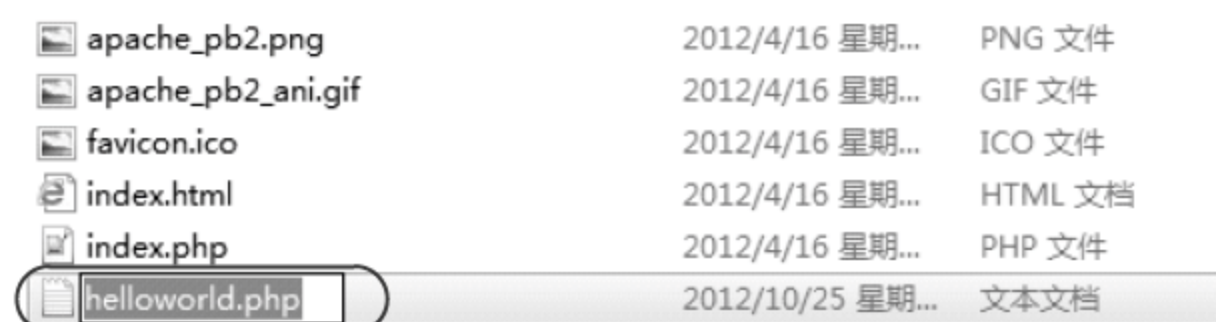 apache_pb2.png 2012/4/16 星期... PNG 文件
apache_pb2_ani.gif 2012/4/16 星期... GIF 文件
favicon.ico 2012/4/16 星期... ICO 文件
index.html 2012/4/16 星期... HTML 文档
index.php 2012/4/16 星期... PHP 文件
helloworld.php 2012/10/25 星期... 文本文档